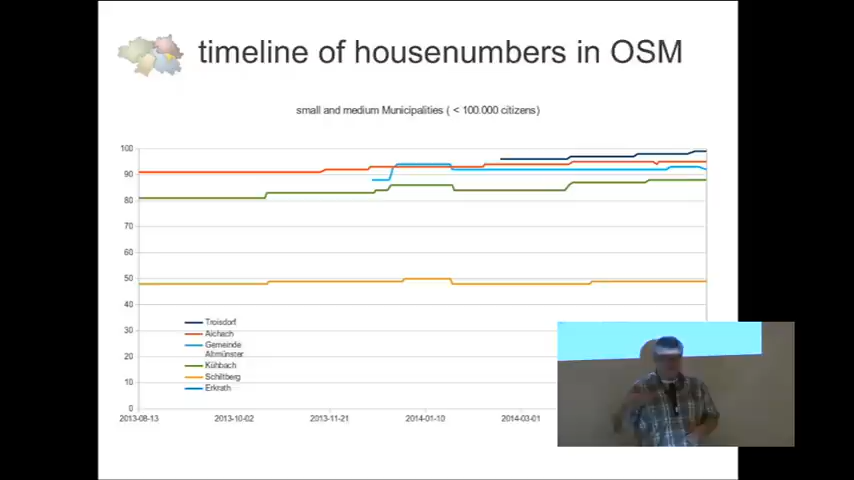 timeline of housenumbers in OSM
small and medium Municipalities ( < 100.000 citizens)
100
90
80
70
60
50
40
30
20
10
0
Troisdorf
Aichach
Gemeinde
Altmünster
Kühbach
Schiltberg
Erkrath
2013-08-13 2013-10-02 2013-11-21 2014-01-10 2014-03-01